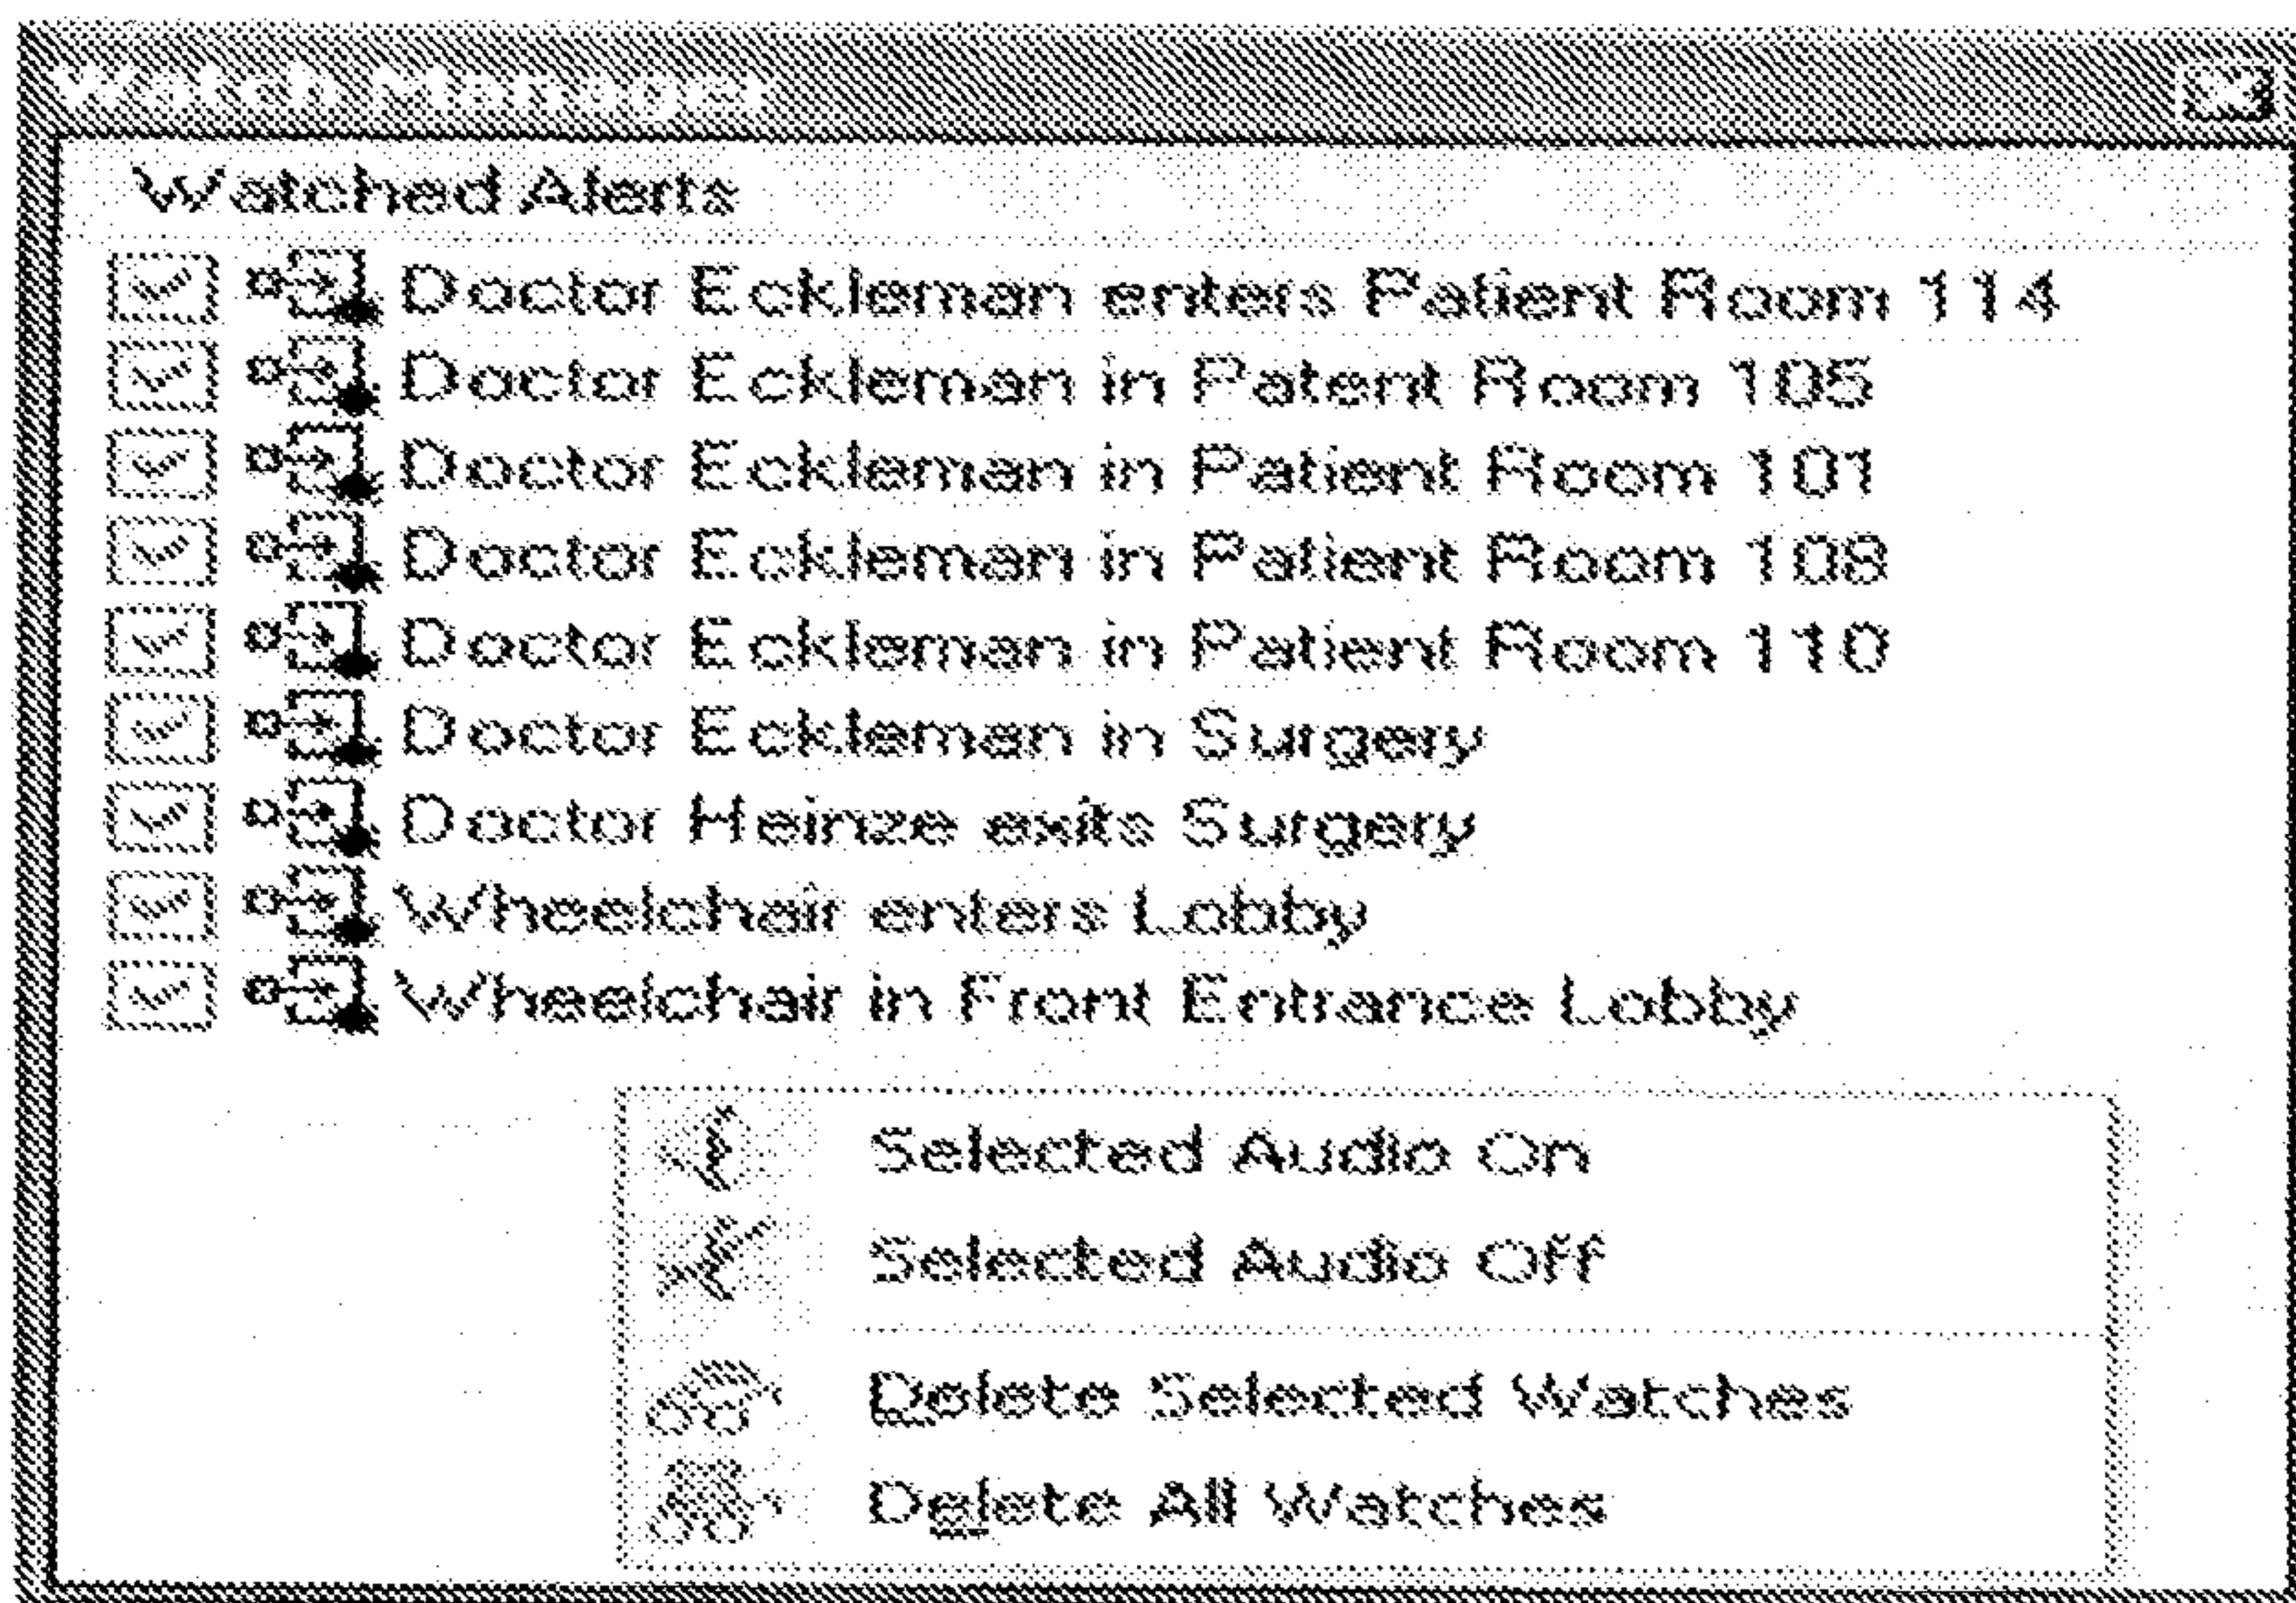 Watch Manager
Watched Alerts
Doctor Eckleman enters Patient Room 114
Doctor Eckleman in Patent Room 105
Doctor Eckleman in Patient Room 101
Doctor Eckleman in Patient Room 108
Doctor Eckleman in Patient Room 110
Doctor Eckleman in Surgery
Doctor Heinze exits Surgery
Wheelchair enters Lobby
Wheelchair in Front Entrance Lobby
Selected Audio On
Selected Audio Off
Delete Selected Watches
Delete All Watches